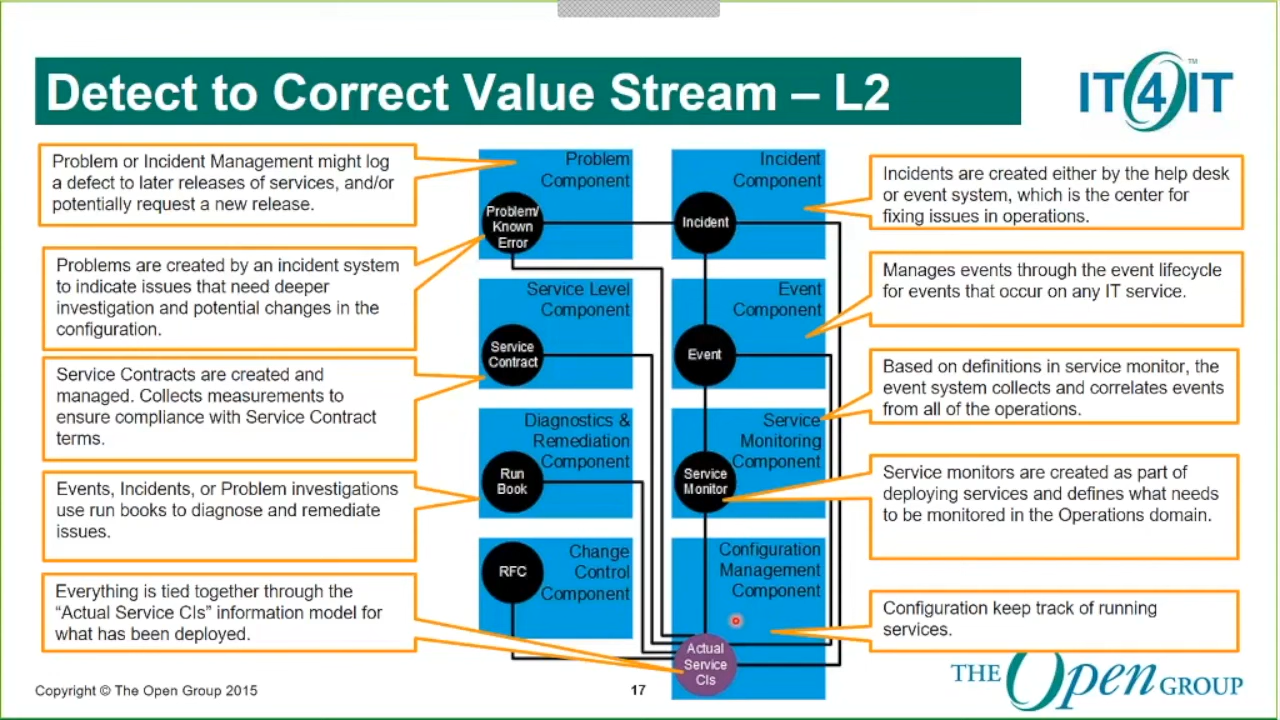 Detect to Correct Value Stream – L2
IT4IT™
Problem or Incident Management might log
a defect to later releases of services, and/or
potentially request a new release.
Problems are created by an incident system
to indicate issues that need deeper
investigation and potential changes in the
configuration.
Service Contracts are created and
managed. Collects measurements to
ensure compliance with Service Contract
terms.
Events, Incidents, or Problem investigations
use run books to diagnose and remediate
issues.
Everything is tied together through the
“Actual Service CIs” information model for
what has been deployed.
Problem
Component
Problem/
Known
Error
Service Level
Component
Service
Contract
Diagnostics &
Remediation
Component
Run
Book
Change
Control
Component
RFC
Incident
Component
Incident
Event
Component
Event
Service
Monitoring
Component
Service
Monitor
Configuration
Management
Component
Actual
Service
CIs
Incidents are created either by the help desk
or event system, which is the center for
fixing issues in operations.
Manages events through the event lifecycle
for events that occur on any IT service.
Based on definitions in service monitor, the
event system collects and correlates events
from all of the operations.
Service monitors are created as part of
deploying services and defines what needs
to be monitored in the Operations domain.
Configuration keep track of running
services.
Copyright © The Open Group 2015
17
THE Open GROUP